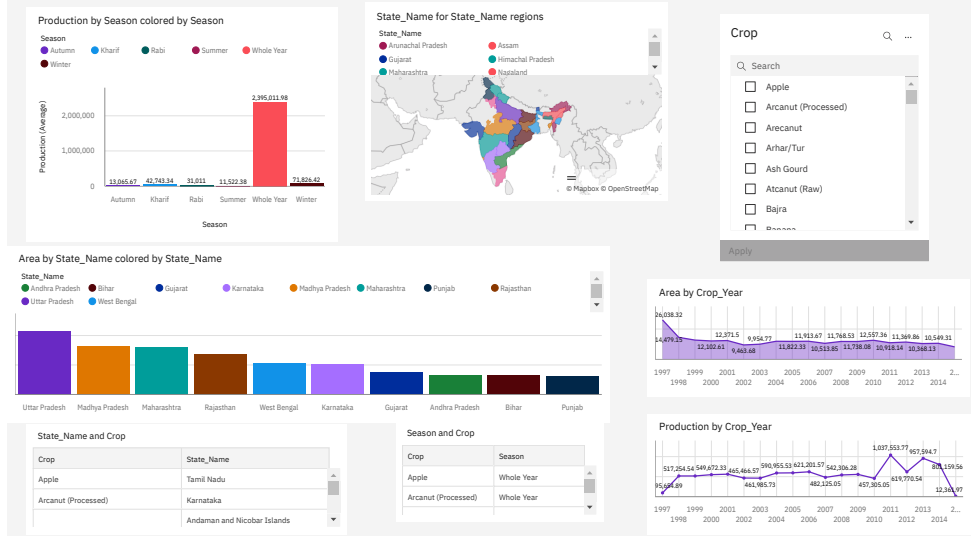 Production by Season colored by Season
Season
Autumn Kharif Rabi Summer Whole Year
Winter
Production (Average)
2,000,000
1,000,000
0
2,395,011.98
13,065.67 42,743.34 31,011 11,522.38 71,826.42
Autumn Kharif Rabi Summer Whole Year Winter
Season
State_Name for State_Name regions
State_Name
Arunachal Pradesh Assam
Gujarat Himachal Pradesh
Maharashtra Nagaland
© Mapbox © OpenStreetMap
Crop
...
Search
Apple
Arcanut (Processed)
Arecanut
Arhar/Tur
Ash Gourd
Atcanut (Raw)
Bajra
Banana
Apply
Area by State_Name colored by State_Name
State_Name
Andhra Pradesh Bihar Gujarat Karnataka Madhya Pradesh Maharashtra Punjab Rajasthan
Uttar Pradesh West Bengal
Uttar Pradesh Madhya Pradesh Maharashtra Rajasthan West Bengal Karnataka Gujarat Andhra Pradesh Bihar Punjab
State_Name and Crop
Crop State_Name
Apple Tamil Nadu
Arcanut (Processed) Karnataka
Andaman and Nicobar Islands
Season and Crop
Crop Season
Apple Whole Year
Arcanut (Processed) Whole Year
Area by Crop_Year
26,038.32
12,371.5 9,954.77 11,913.67 11,768.53 12,557.36 11,369.86 10,549.31
14,479.15 12,102.61 9,463.68 11,822.33 10,513.85 11,738.08 10,918.14 10,368.13
1997 1999 2001 2003 2005 2007 2009 2011 2013 2...
1998 2000 2002 2004 2006 2008 2010 2012 2014
Production by Crop_Year
1,037,553.77 957,594.7
517,254.54 549,672.33 465,466.57 590,955.53 621,201.57 542,306.28 801,159.56
461,985.73 482,125.05 457,305.05 619,770.54
95,654.89 12,361.97
1997 1999 2001 2003 2005 2007 2009 2011 2013 2...
1998 2000 2002 2004 2006 2008 2010 2012 2014